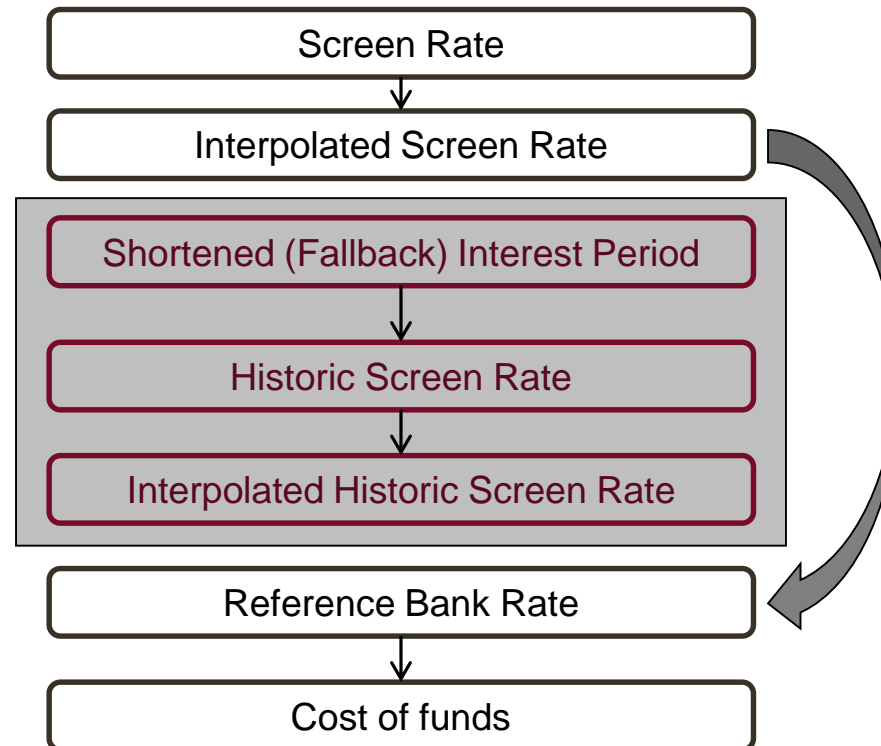 Screen Rate
Interpolated Screen Rate
Shortened (Fallback) Interest Period
Historic Screen Rate
Interpolated Historic Screen Rate
Reference Bank Rate
Cost of funds